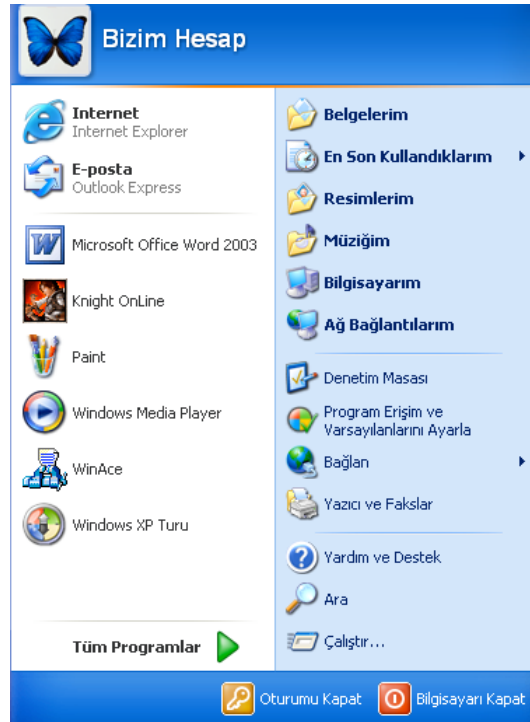 Bizim Hesap
Internet
Internet Explorer
E-posta
Outlook Express
Microsoft Office Word 2003
Knight OnLine
Paint
Windows Media Player
WinAce
Windows XP Turu
Tüm Programlar
Belgelerim
En Son Kullandıklarım
Resimlerim
Müziğim
Bilgisayarım
Ağ Bağlantılarım
Denetim Masası
Program Erişim ve
Varsayılanlarını Ayarla
Bağlan
Yazıcı ve Fakslar
Yardım ve Destek
Ara
Çalıştır...
Oturumu Kapat
Bilgisayarı Kapat